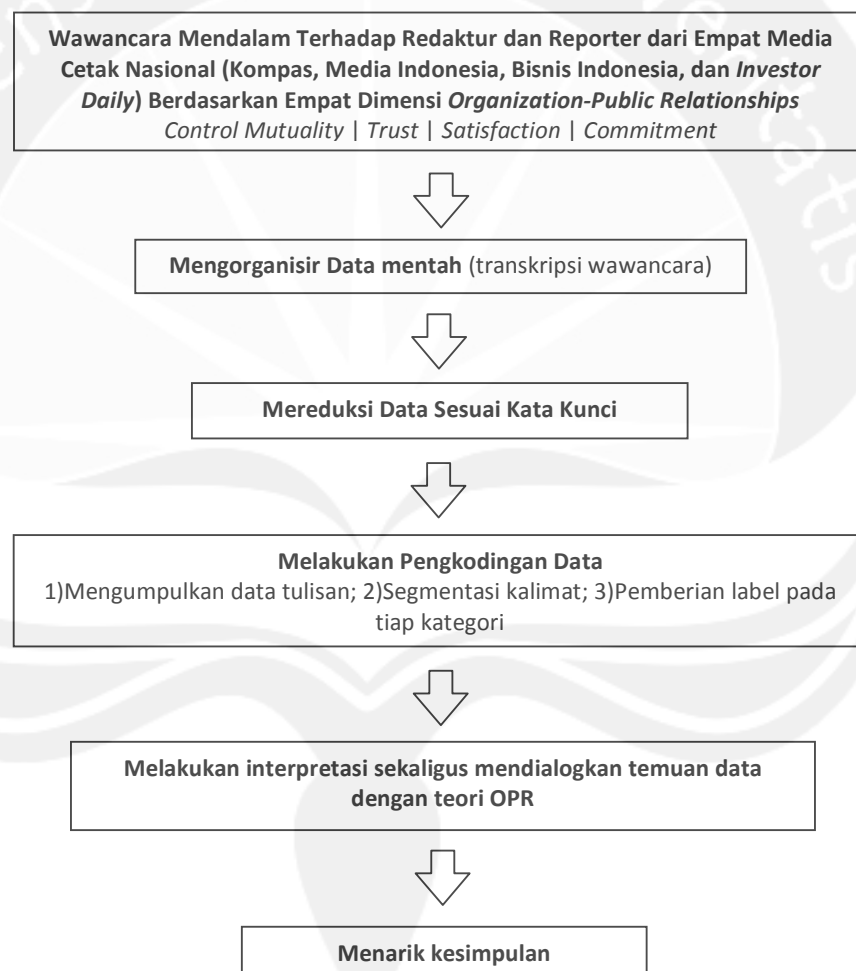 Wawancara Mendalam Terhadap Redaktur dan Reporter dari Empat Media
Cetak Nasional (Kompas, Media Indonesia, Bisnis Indonesia, dan Investor
Daily) Berdasarkan Empat Dimensi Organization-Public Relationships
Control Mutuality | Trust | Satisfaction | Commitment
Mengorganisir Data mentah (transkripsi wawancara)
Mereduksi Data Sesuai Kata Kunci
Melakukan Pengkodingan Data
1)Mengumpulkan data tulisan; 2)Segmentasi kalimat; 3)Pemberian label pada
tiap kategori
Melakukan interpretasi sekaligus mendialogkan temuan data
dengan teori OPR
Menarik kesimpulan